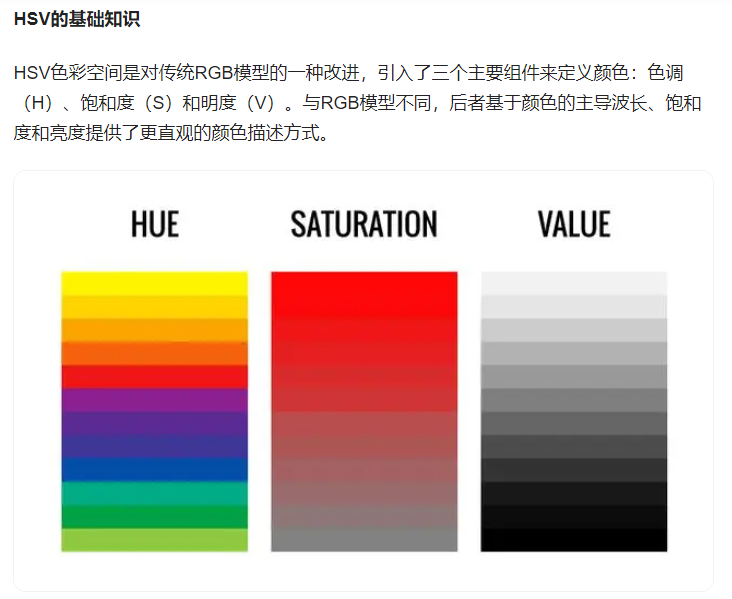 HSV的基础知识
HSV色彩空间是对传统RGB模型的一种改进，引入了三个主要组件来定义颜色：色调
（H）、饱和度（S）和明度（V）。与RGB模型不同，后者基于颜色的主导波长、饱和
度和亮度提供了更直观的颜色描述方式。
HUE SATURATION VALUE